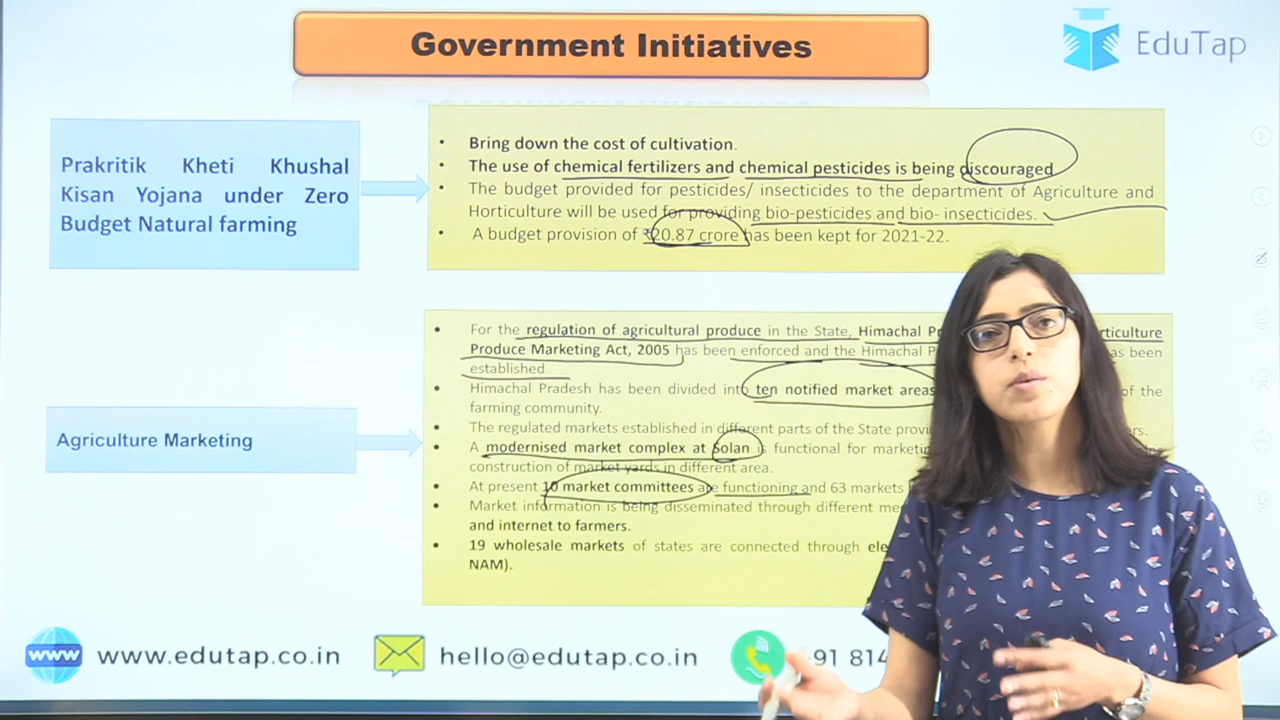 Government Initiatives
EduTap
Prakritik Kheti Khushal
Kisan Yojana under Zero
Budget Natural farming
• Bring down the cost of cultivation.
• The use of chemical fertilizers and chemical pesticides is being discouraged
• The budget provided for pesticides/ insecticides to the department of Agriculture and
Horticulture will be used for providing bio-pesticides and bio- insecticides.
• A budget provision of ₹20.87 crore has been kept for 2021-22.
Agriculture Marketing
• For the regulation of agricultural produce in the State, Himachal
Produce Marketing Act, 2005 has been enforced and the Himachal as been
established
• Himachal Pradesh has been divided into ten notified market areas of the
farming community.
• The regulated markets established in different parts of the State
• A modernised market complex at Solan is functional for
construction of market yards in different area.
• At present 10 market committees are functioning and 63 markets
• Market information is being disseminated through different
and internet to farmers.
• 19 wholesale markets of states are connected through
NAM).
www www.edutap.co.in hello@edutap.co.in 91 814